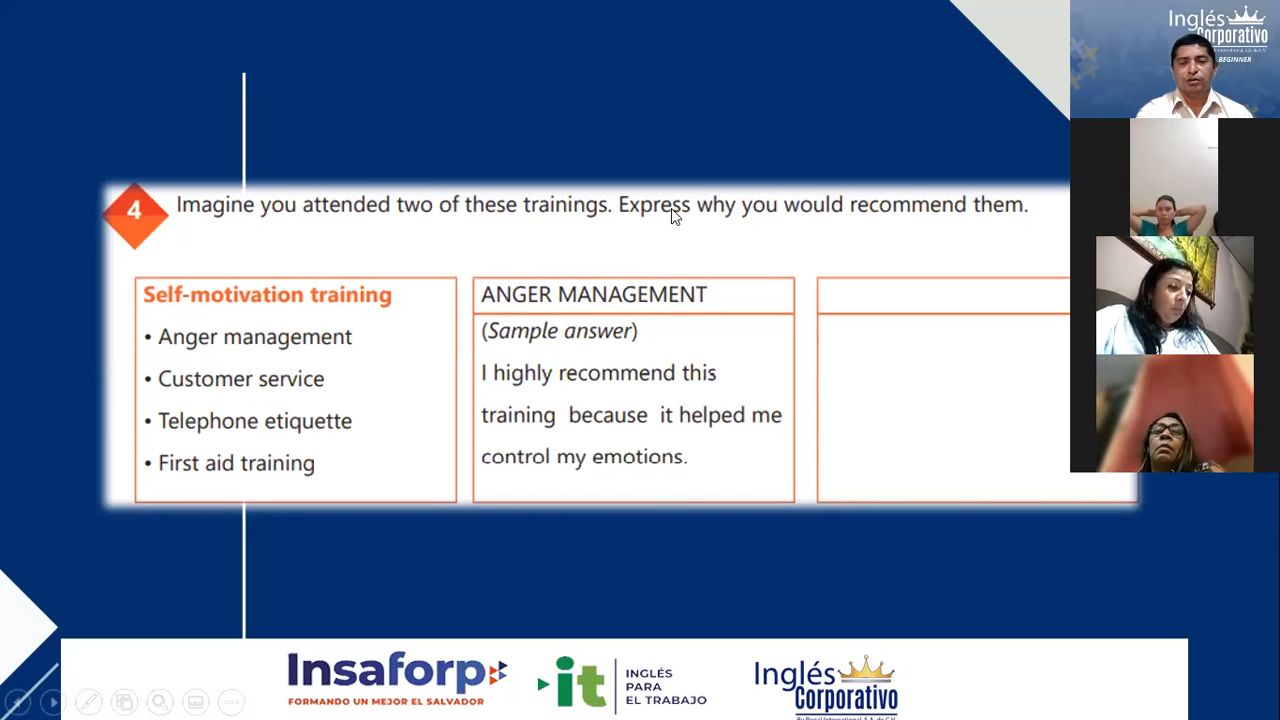 Inglés
Corporativo
BEGINNER
4
Imagine you attended two of these trainings. Express why you would recommend them.
Self-motivation training
• Anger management
• Customer service
• Telephone etiquette
• First aid training
ANGER MANAGEMENT
(Sample answer)
I highly recommend this
training because it helped me
control my emotions.
Insaforp
FORMANDO UN MEJOR EL SALVADOR
it
INGLÉS
PARA
EL TRABAJO
Inglés
Corporativo